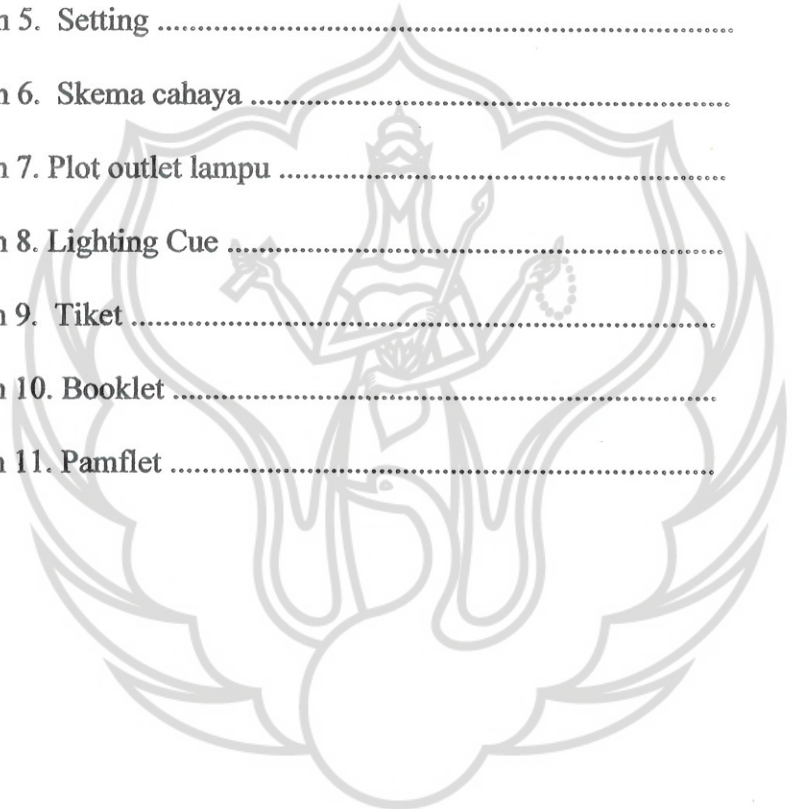 n 5. Setting ........................................................................
n 6. Skema cahaya ............................................................
n 7. Plot outlet lampu ........................................................
n 8. Lighting Cue ..............................................................
n 9. Tiket ..........................................................................
n 10. Booklet ....................................................................
n 11. Pamflet ....................................................................